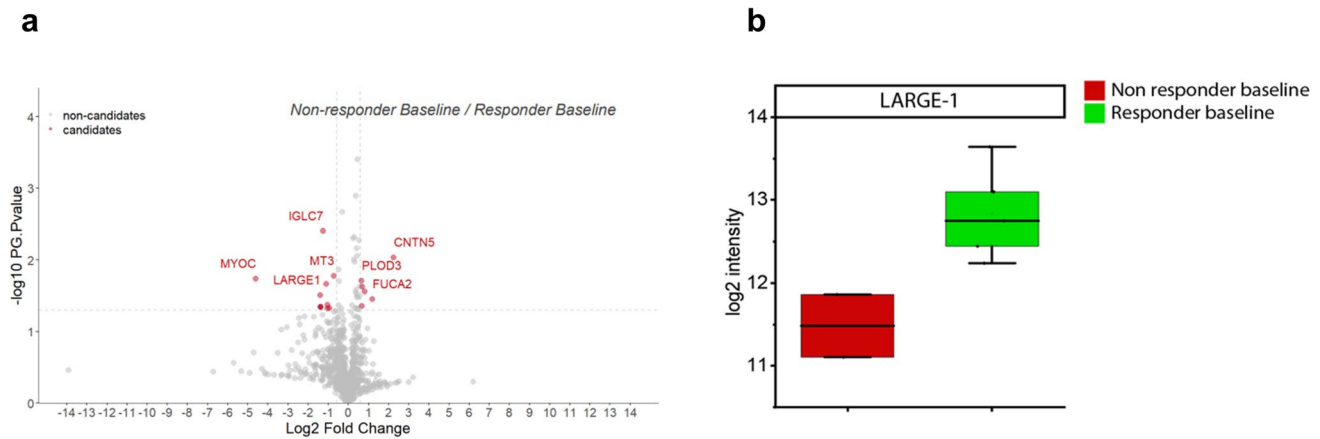 a
b
Non-responder Baseline / Responder Baseline
non-candidates
candidates
4
3
2
1
0
-log10 PG.Pvalue
IGLC7
CNTN5
MYOC
MT3
PLOD3
LARGE1
FUCA2
-14 -13 -12 -11 -10 -9 -8 -7 -6 -5 -4 -3 -2 -1 0 1 2 3 4 5 6 7 8 9 10 11 12 13 14
Log2 Fold Change
LARGE-1
Non responder baseline
Responder baseline
14
13
12
11
log2 intensity